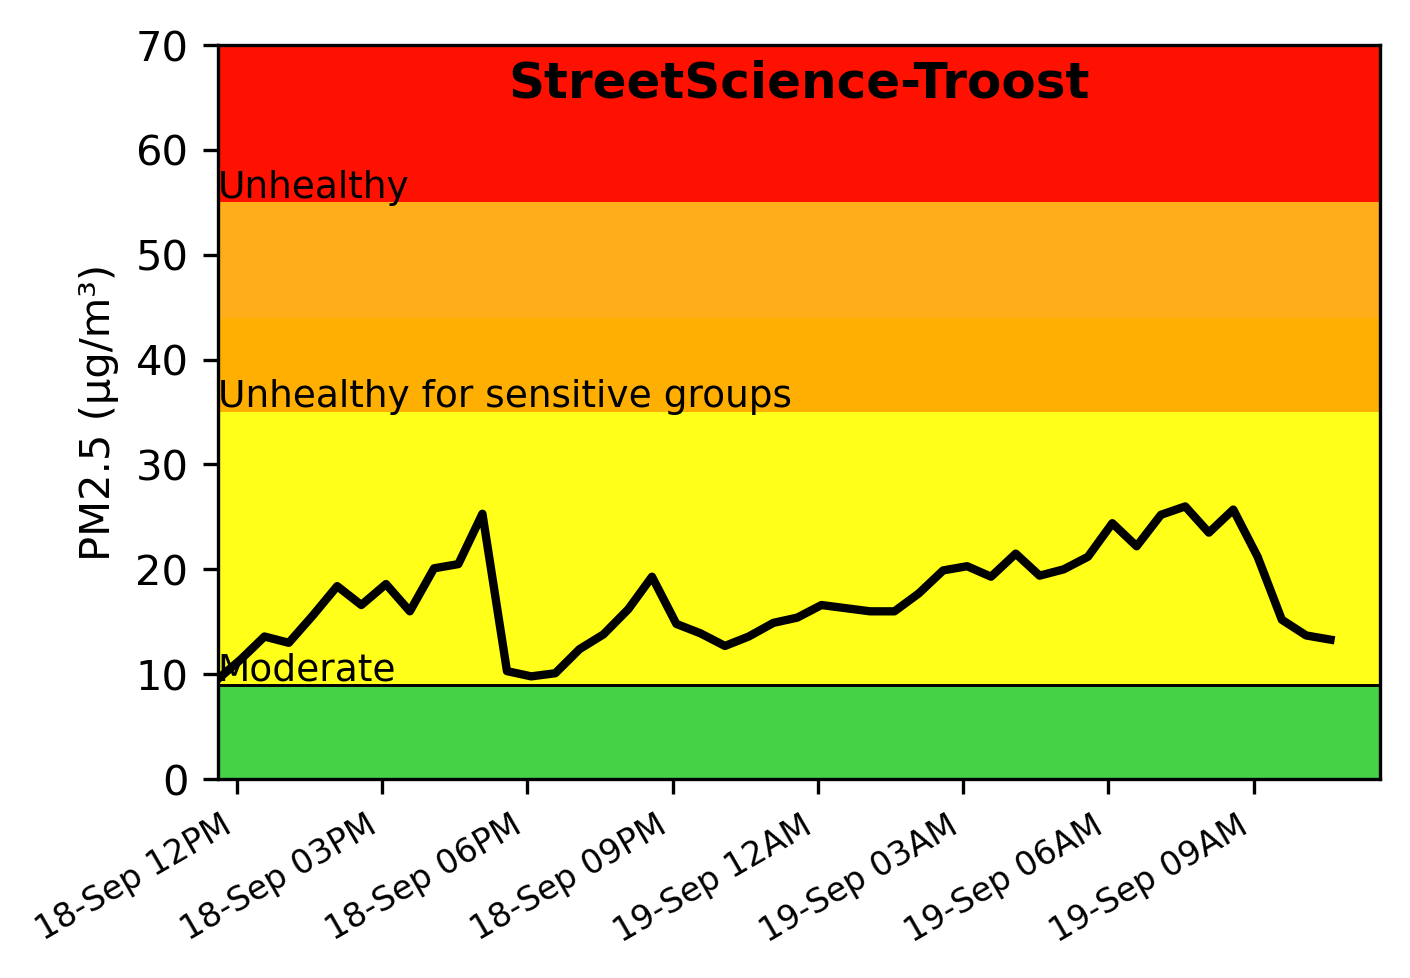 StreetScience-Troost
PM2.5 (µg/m³)
70
60
50
40
30
20
10
0
Unhealthy
Unhealthy for sensitive groups
Moderate
18-Sep 12PM
18-Sep 03PM
18-Sep 06PM
18-Sep 09PM
19-Sep 12AM
19-Sep 03AM
19-Sep 06AM
19-Sep 09AM